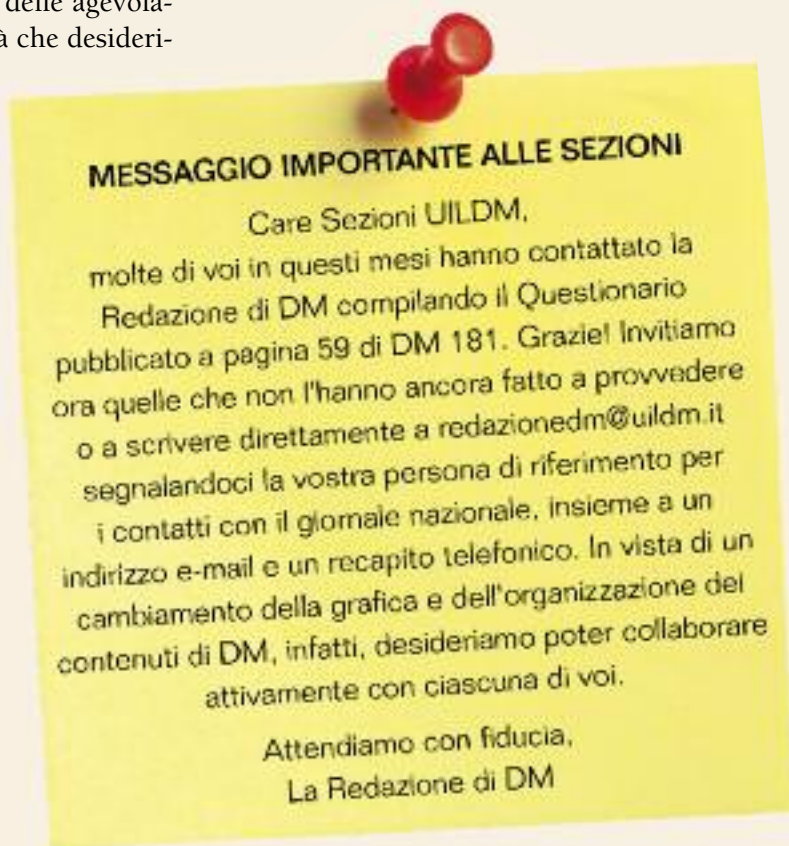 delle agevola-
à che desideri-
MESSAGGIO IMPORTANTE ALLE SEZIONI
Care Sezioni UILDM,
molte di voi in questi mesi hanno contattato la
Redazione di DM compilando il Questionario
pubblicato a pagina 59 di DM 181. Grazie! Invitiamo
ora quelle che non l'hanno ancora fatto a provvedere
o a scrivere direttamente a redazionedm@uildm.it
segnalandoci la vostra persona di riferimento per
i contatti con il giornale nazionale, insieme a un
indirizzo e-mail e un recapito telefonico. In vista di un
cambiamento della grafica e dell'organizzazione dei
contenuti di DM, infatti, desideriamo poter collaborare
attivamente con ciascuna di voi.
Attendiamo con fiducia,
La Redazione di DM